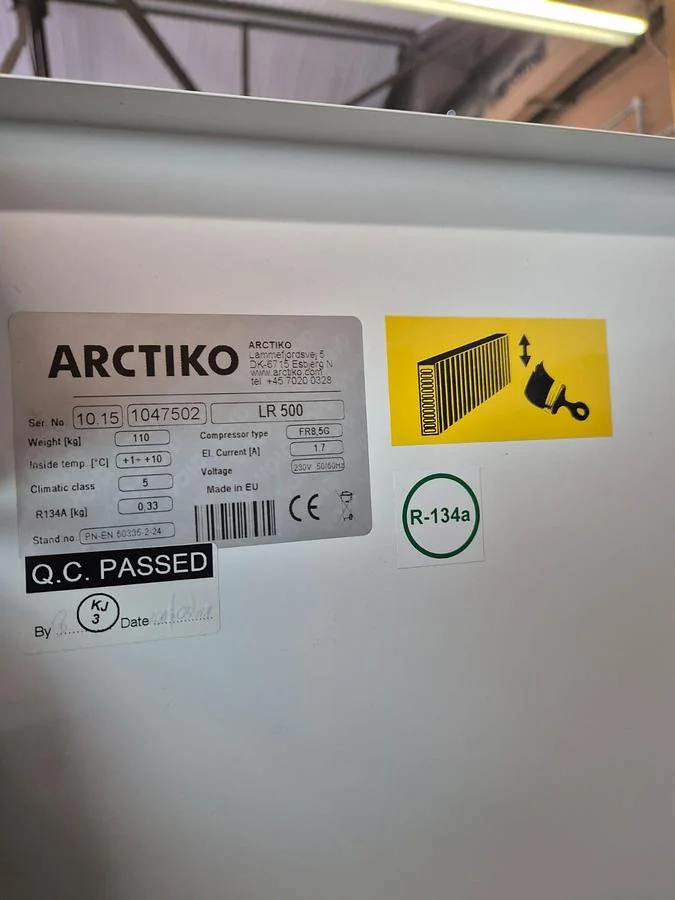 ARCTIKO
ARCTIKO
Lammefjordsvej 5
DK-6715 Esbjerg N
www.arctiko.com
tel. +45 7020 0328
Ser. No. 10.15 1047502 LR 500
Weight [kg] 110 Compressor type FR8,5G
Inside temp. [°C] +1÷ +10 El. Current [A] 1.7
Climatic class 5 Voltage 230V 50/60Hz
R134A [kg] 0,33 Made in EU
Stand.no. PN-EN 60335-2-24
CE
R-134a
Q.C. PASSED
By KJ 3 Date